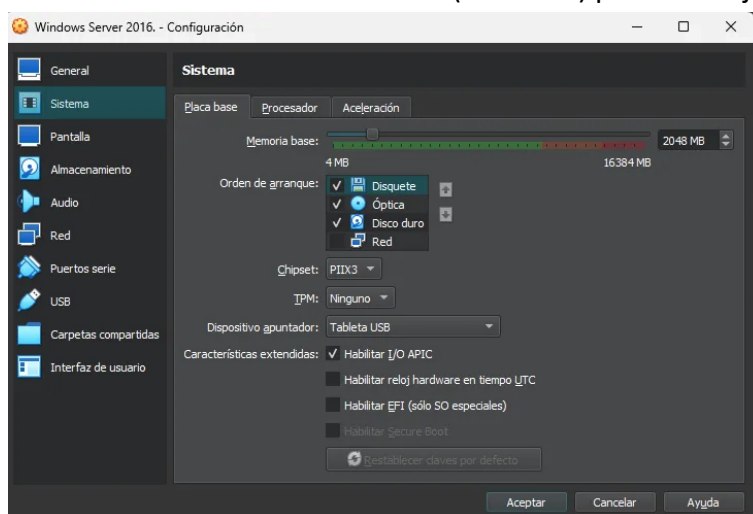 Windows Server 2016. - Configuración
General
Sistema
Pantalla
Almacenamiento
Audio
Red
Puertos serie
USB
Carpetas compartidas
Interfaz de usuario
Sistema
Placa base Procesador Aceleración
Memoria base: 2048 MB
4 MB 16384 MB
Orden de arranque: Disquete
Óptica
Disco duro
Red
Chipset: PIIX3
TPM: Ninguno
Dispositivo apuntador: Tableta USB
Características extendidas: Habilitar I/O APIC
Habilitar reloj hardware en tiempo UTC
Habilitar EFI (sólo SO especiales)
Habilitar Secure Boot
Restablecer claves por defecto
Aceptar Cancelar Ayuda